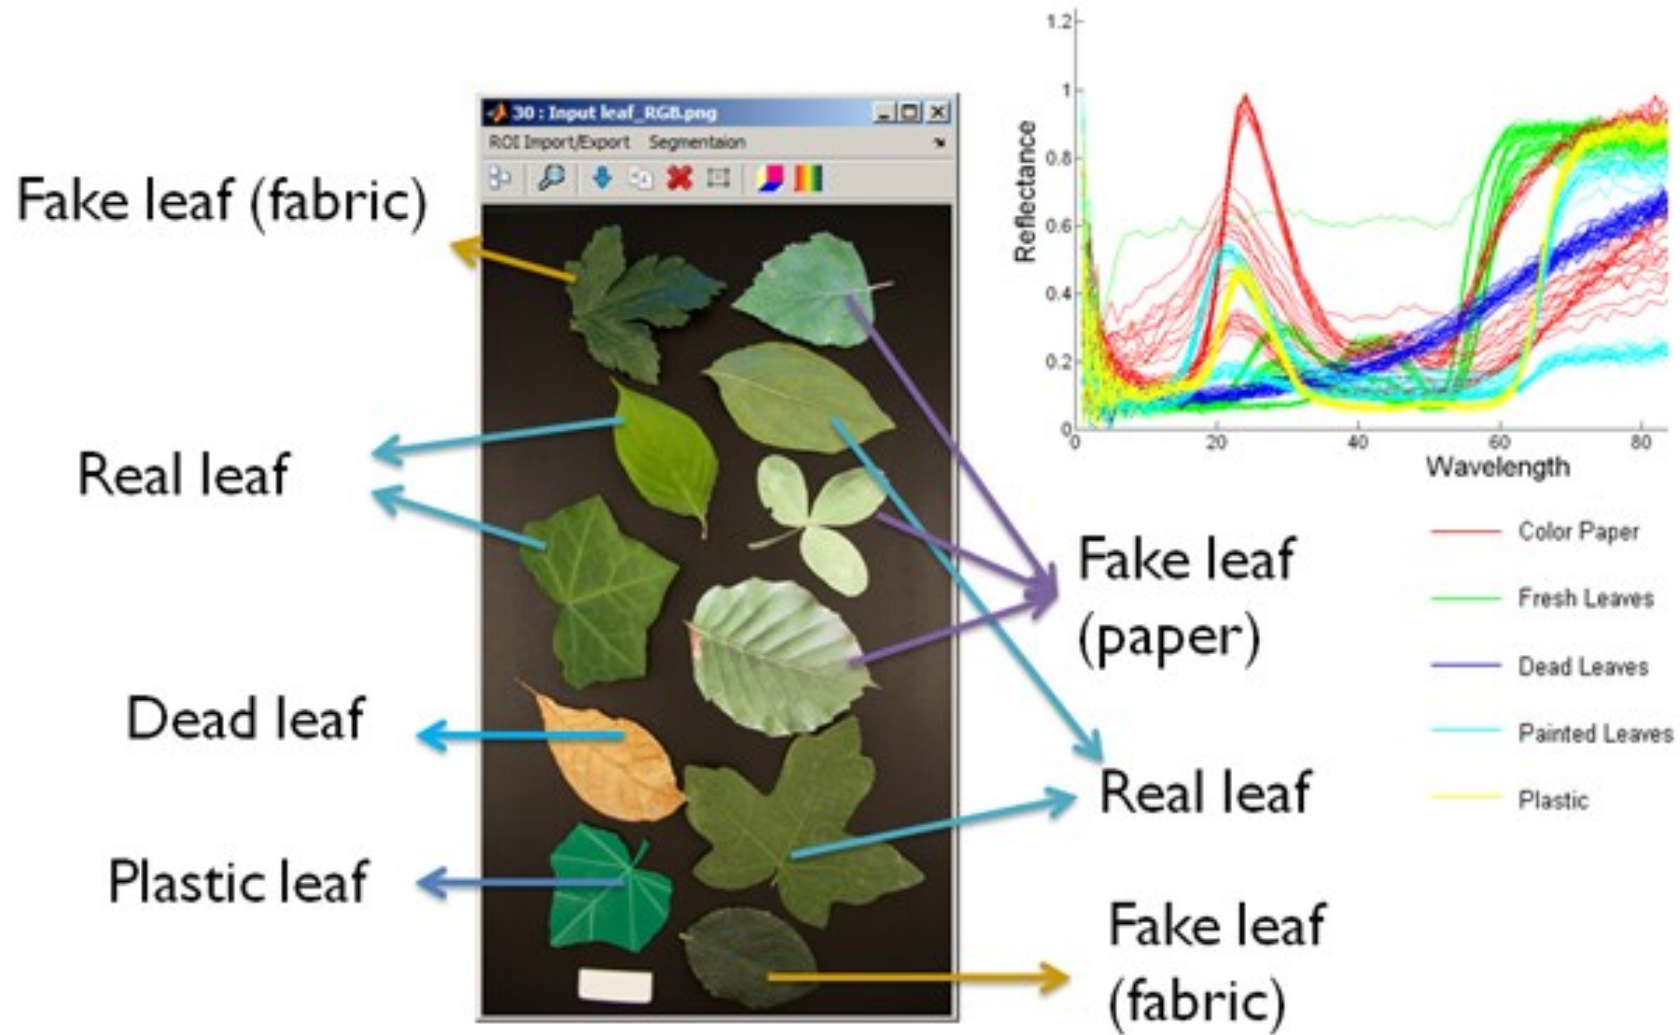 30 : Input leaf_RGB.png
ROI Import/Export Segmentaion
Fake leaf (fabric)
Real leaf
Dead leaf
Plastic leaf
1.2
1
0.8
0.6
0.4
0.2
0
Reflectance
0 20 40 60 80
Wavelength
Fake leaf
(paper)
Real leaf
Fake leaf
(fabric)
Color Paper
Fresh Leaves
Dead Leaves
Painted Leaves
Plastic